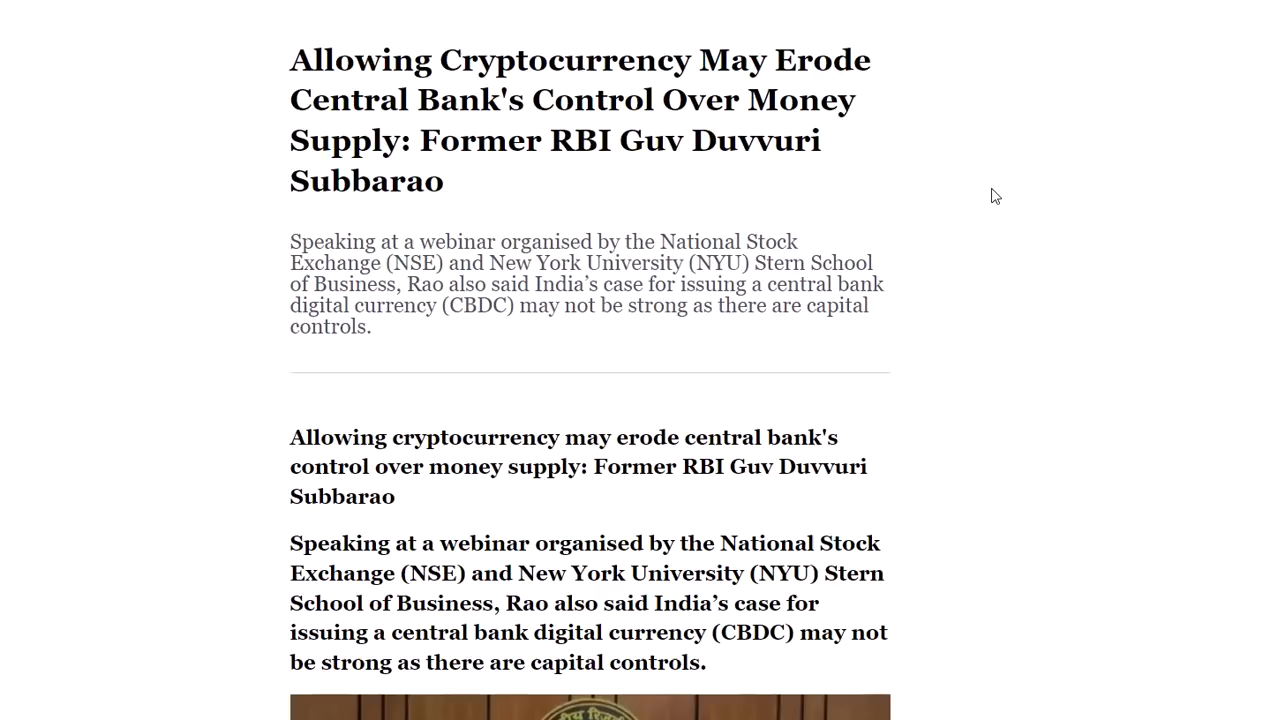 Allowing Cryptocurrency May Erode
Central Bank's Control Over Money
Supply: Former RBI Guv Duvvuri
Subbarao
Speaking at a webinar organised by the National Stock
Exchange (NSE) and New York University (NYU) Stern School
of Business, Rao also said India’s case for issuing a central bank
digital currency (CBDC) may not be strong as there are capital
controls.
Allowing cryptocurrency may erode central bank's
control over money supply: Former RBI Guv Duvvuri
Subbarao
Speaking at a webinar organised by the National Stock
Exchange (NSE) and New York University (NYU) Stern
School of Business, Rao also said India’s case for
issuing a central bank digital currency (CBDC) may not
be strong as there are capital controls.